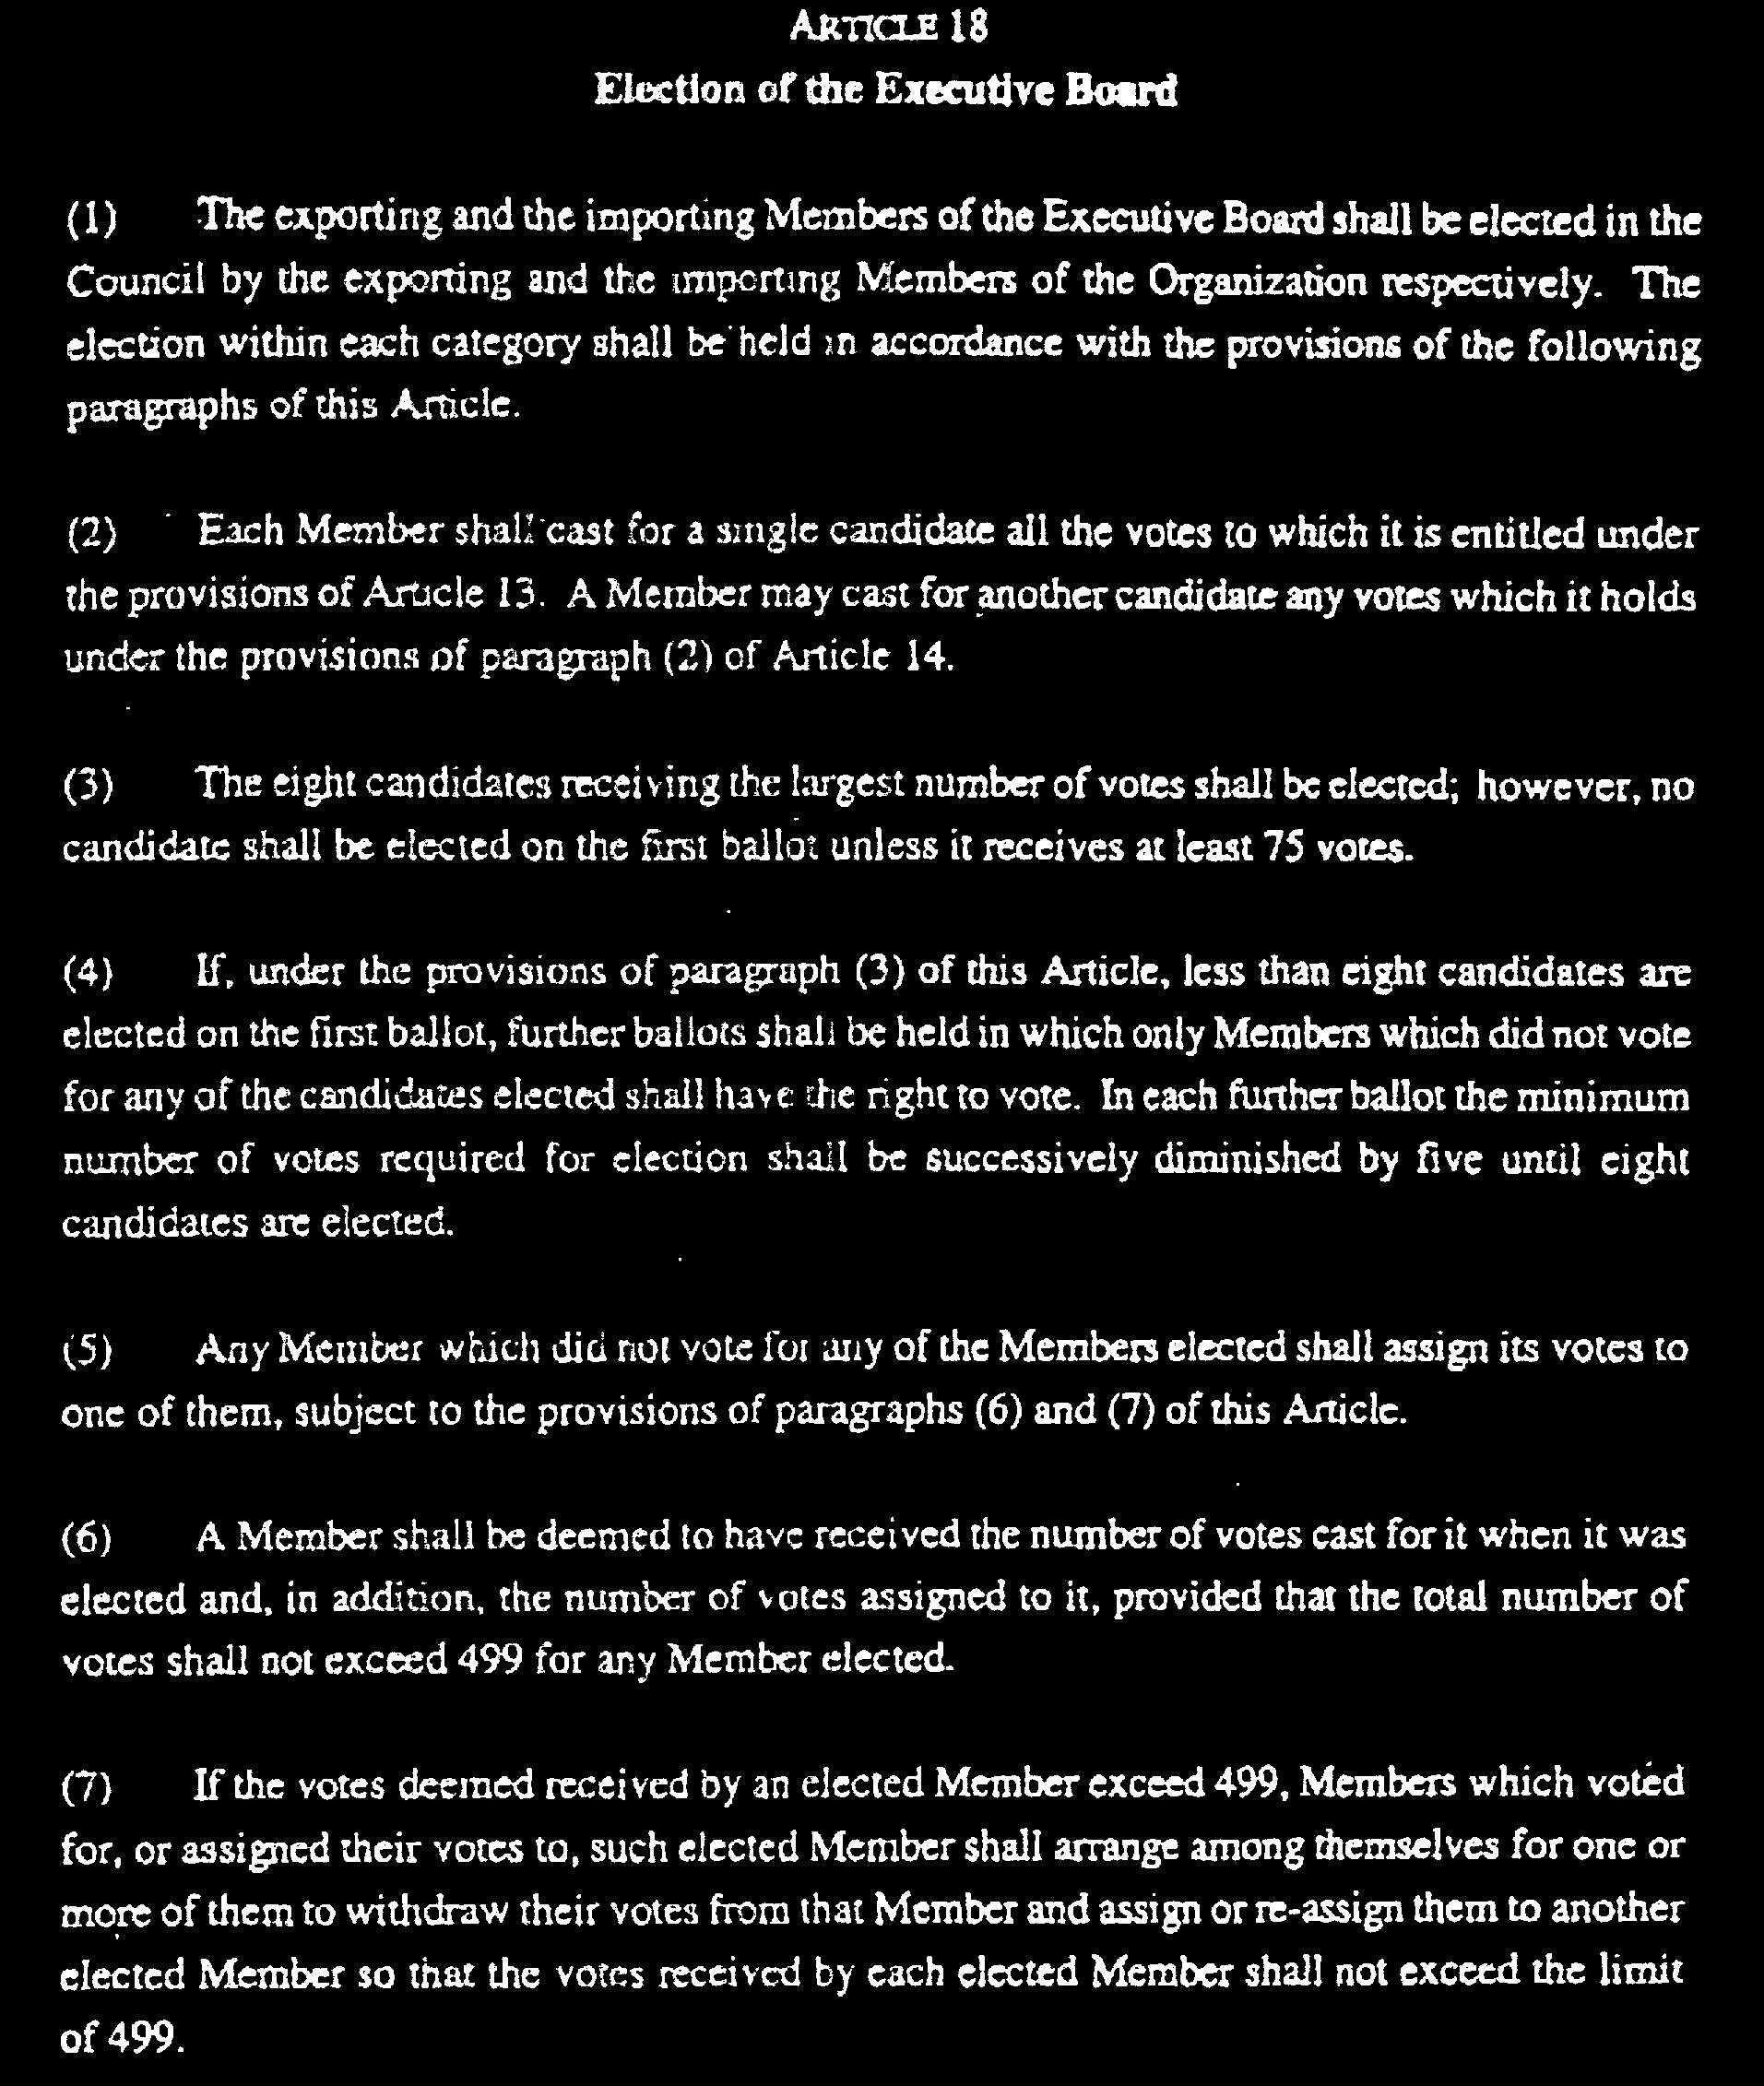 ARTICLE 18
Election of the Executive Board
(1) The exporting and the importing Members of the Executive Board shall be elected in the
Council by the exporting and the importing Members of the Organization respectively. The
election within each category shall be held in accordance with the provisions of the following
paragraphs of this Article.
(2) Each Member shall cast for a single candidate all the votes to which it is entitled under
the provisions of Article 13. A Member may cast for another candidate any votes which it holds
under the provisions of paragraph (2) of Article 14.
(3) The eight candidates receiving the largest number of votes shall be elected; however, no
candidate shall be elected on the first ballot unless it receives at least 75 votes.
(4) If, under the provisions of paragraph (3) of this Article, less than eight candidates are
elected on the first ballot, further ballots shall be held in which only Members which did not vote
for any of the candidates elected shall have the right to vote. In each further ballot the minimum
number of votes required for election shall be successively diminished by five until eight
candidates are elected.
(5) Any Member which did not vote for any of the Members elected shall assign its votes to
one of them, subject to the provisions of paragraphs (6) and (7) of this Article.
(6) A Member shall be deemed to have received the number of votes cast for it when it was
elected and, in addition, the number of votes assigned to it, provided that the total number of
votes shall not exceed 499 for any Member elected.
(7) If the votes deemed received by an elected Member exceed 499, Members which voted
for, or assigned their votes to, such elected Member shall arrange among themselves for one or
more of them to withdraw their votes from that Member and assign or re-assign them to another
elected Member so that the votes received by each elected Member shall not exceed the limit
of 499.